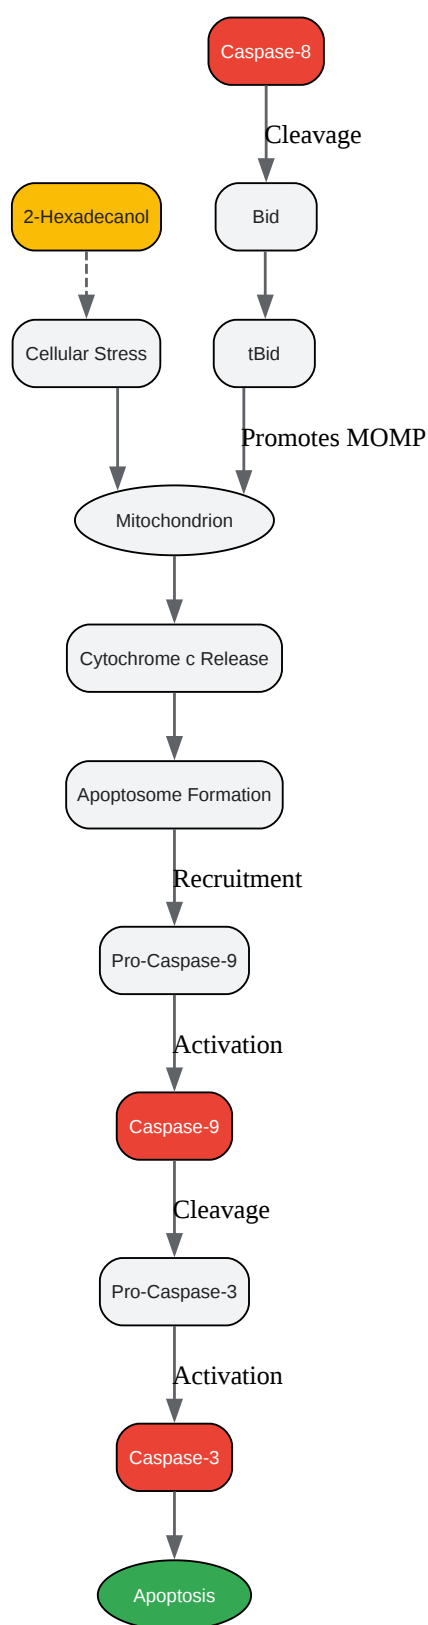 Caspase-8
Cleavage
2-Hexadecanol
Bid
Cellular Stress
tBid
Promotes MOMP
Mitochondrion
Cytochrome c Release
Apoptosome Formation
Recruitment
Pro-Caspase-9
Activation
Caspase-9
Cleavage
Pro-Caspase-3
Activation
Caspase-3
Apoptosis